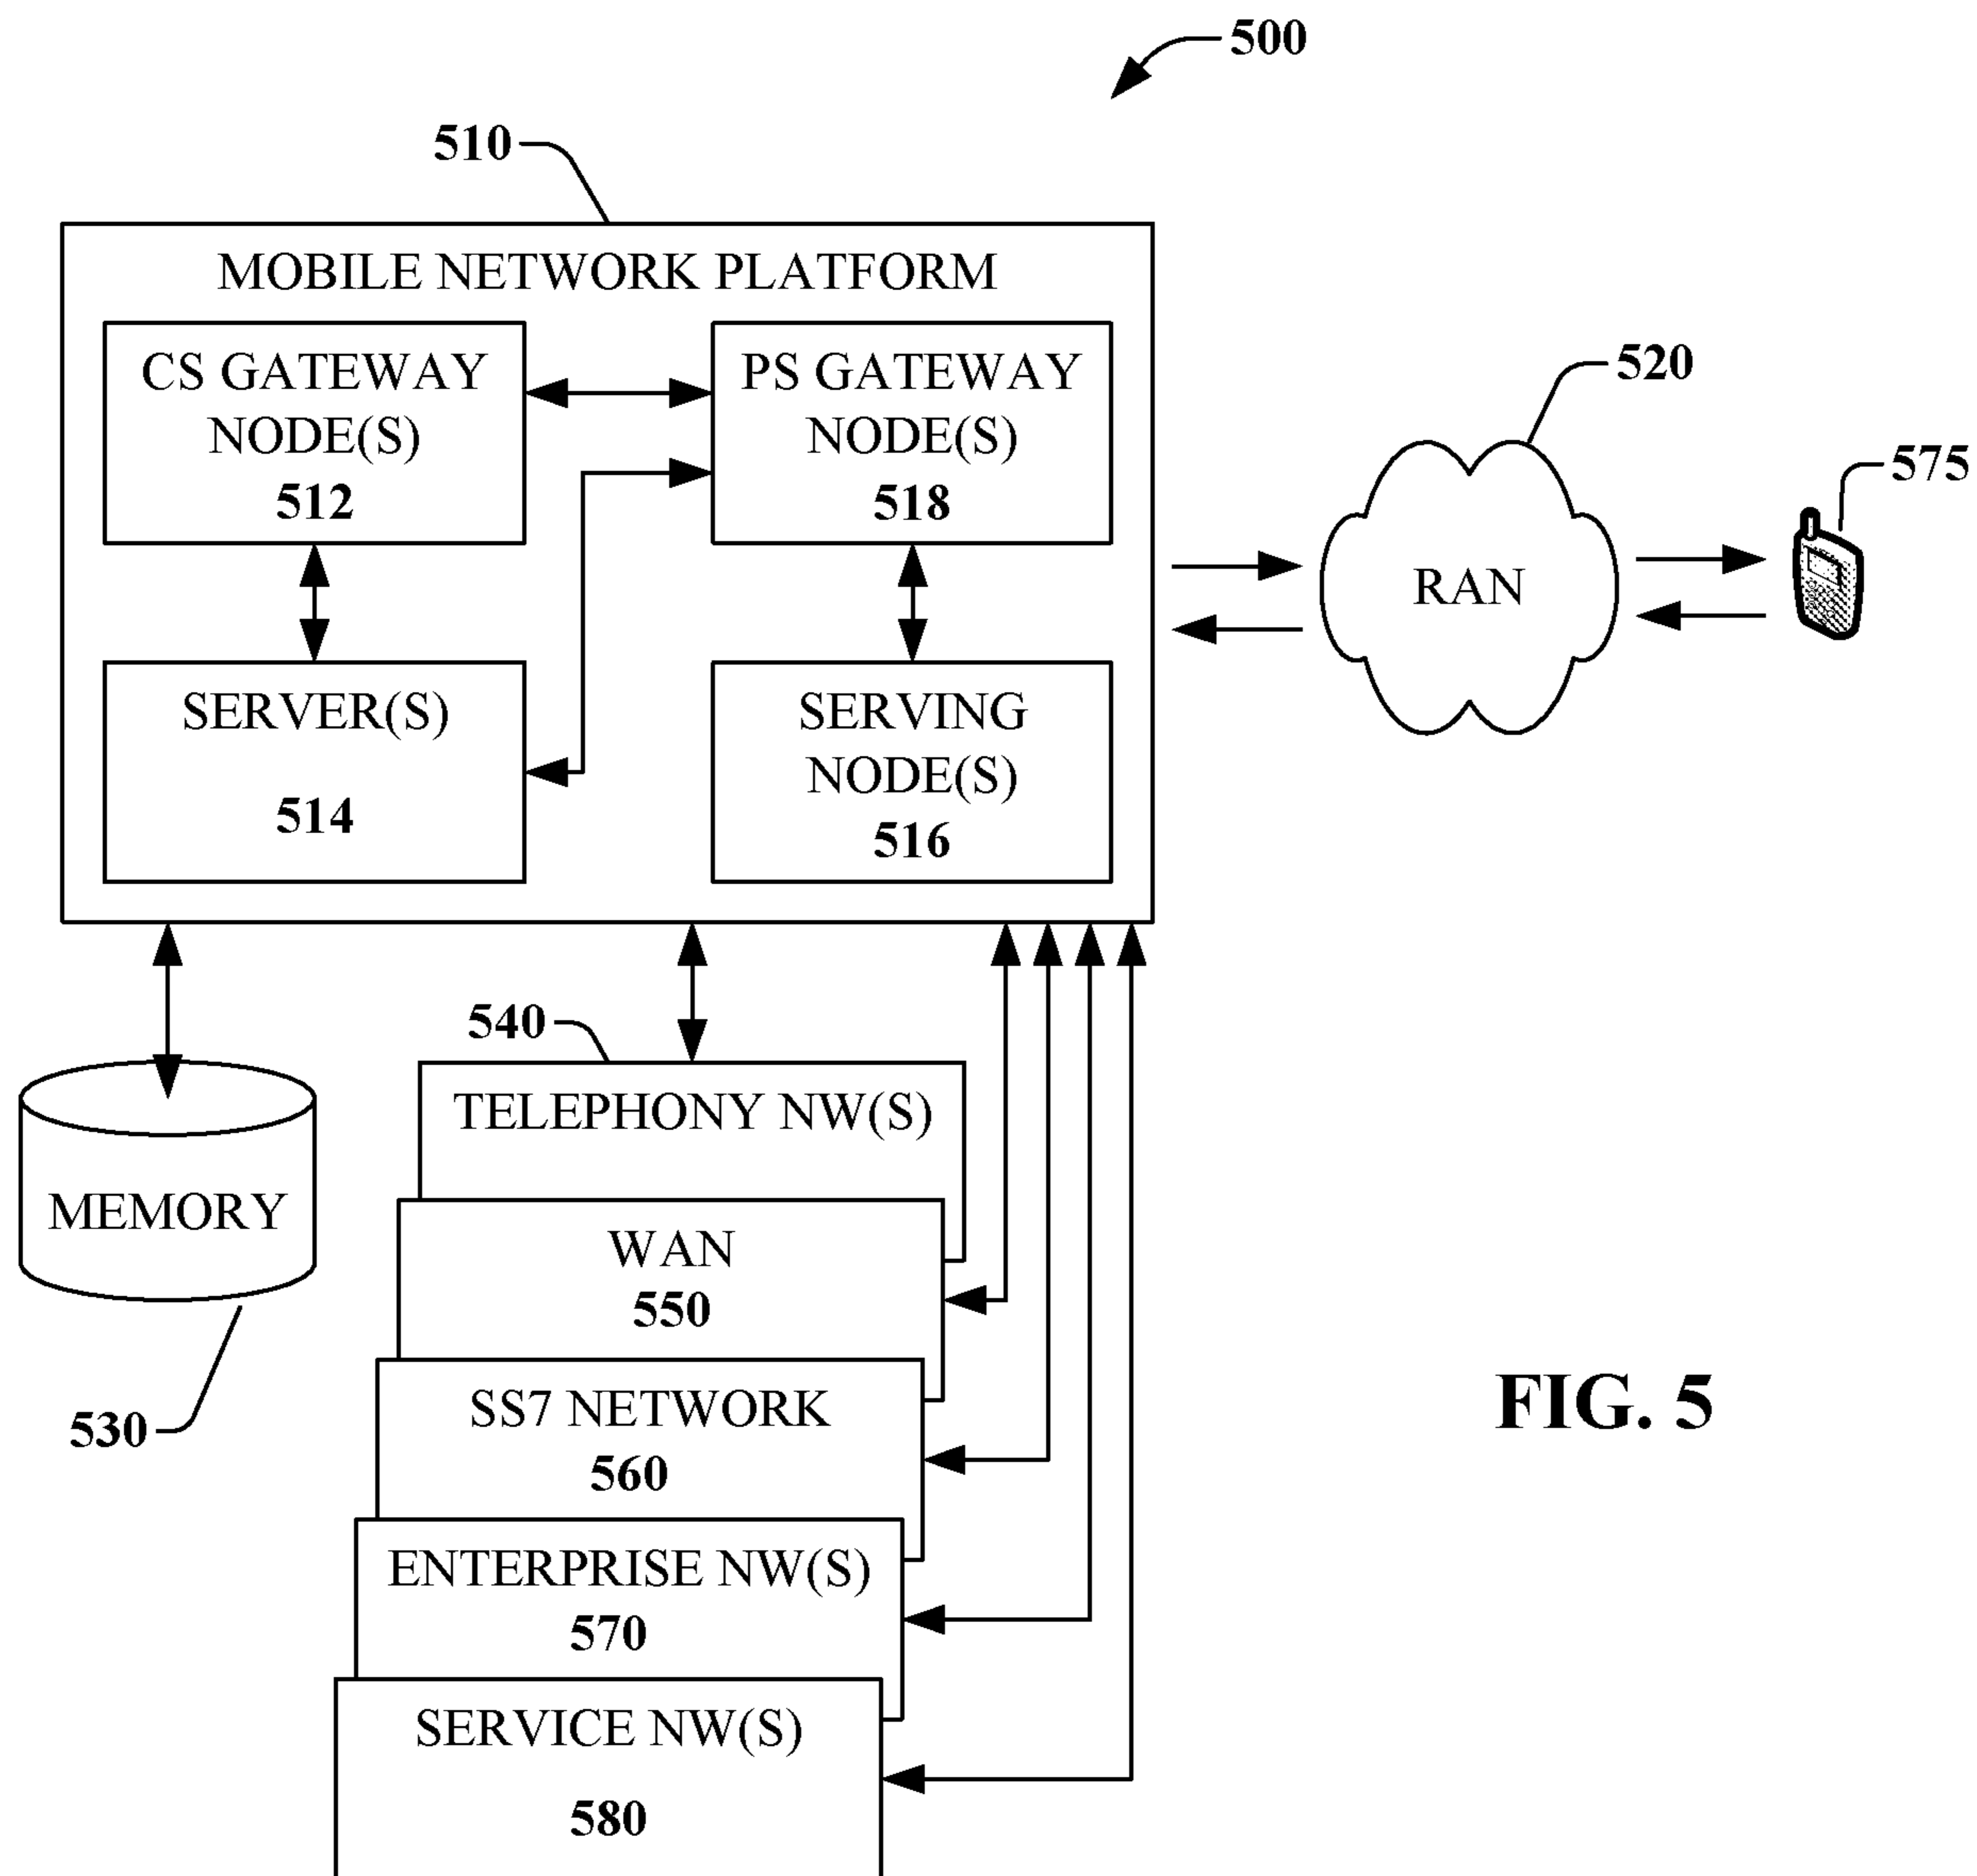 500
510
MOBILE NETWORK PLATFORM
CS GATEWAY
NODE(S)
512
PS GATEWAY
NODE(S)
518
SERVER(S)
514
SERVING
NODE(S)
516
520
RAN
575
540
TELEPHONY NW(S)
MEMORY
530
WAN
550
SS7 NETWORK
560
ENTERPRISE NW(S)
570
SERVICE NW(S)
580
FIG. 5